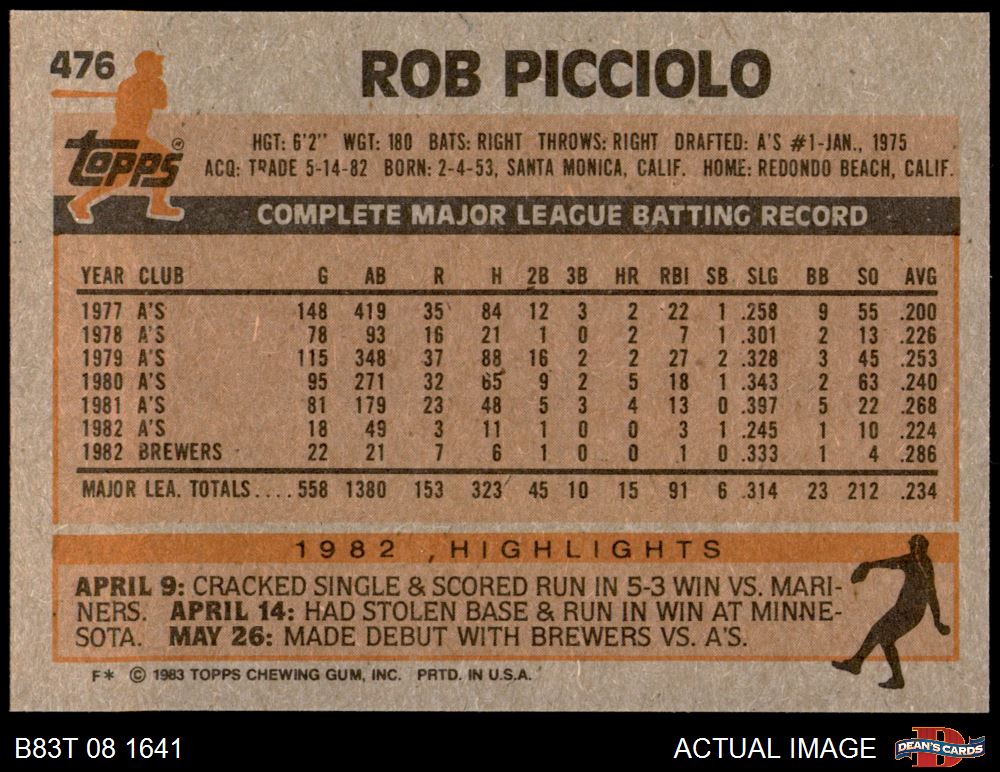 476
ROB PICCIOLO
TOPPS®
HGT: 6'2" WGT: 180 BATS: RIGHT THROWS: RIGHT DRAFTED: A'S #1-JAN., 1975
ACQ: TRADE 5-14-82 BORN: 2-4-53, SANTA MONICA, CALIF. HOME: REDONDO BEACH, CALIF.
COMPLETE MAJOR LEAGUE BATTING RECORD
YEAR CLUB G AB R H 2B 3B HR RBI SB SLG BB SO AVG
1977 A'S 148 419 35 84 12 3 2 22 1 .258 9 55 .200
1978 A'S 78 93 16 21 1 0 2 7 1 .301 2 13 .226
1979 A'S 115 348 37 88 16 2 2 27 2 .328 3 45 .253
1980 A'S 95 271 32 65 9 2 5 18 1 .343 2 63 .240
1981 A'S 81 179 23 48 5 3 4 13 0 .397 5 22 .268
1982 A'S 18 49 3 11 1 0 0 3 1 .245 1 10 .224
1982 BREWERS 22 21 7 6 1 0 0 1 0 .333 1 4 .286
MAJOR LEA. TOTALS.... 558 1380 153 323 45 10 15 91 6 .314 23 212 .234
1982 HIGHLIGHTS
APRIL 9: CRACKED SINGLE & SCORED RUN IN 5-3 WIN VS. MARI-
NERS. APRIL 14: HAD STOLEN BASE & RUN IN WIN AT MINNE-
SOTA. MAY 26: MADE DEBUT WITH BREWERS VS. A'S.
F* © 1983 TOPPS CHEWING GUM, INC. PRTD. IN U.S.A.
B83T 08 1641
ACTUAL IMAGE
D
DEAN'S CARDS